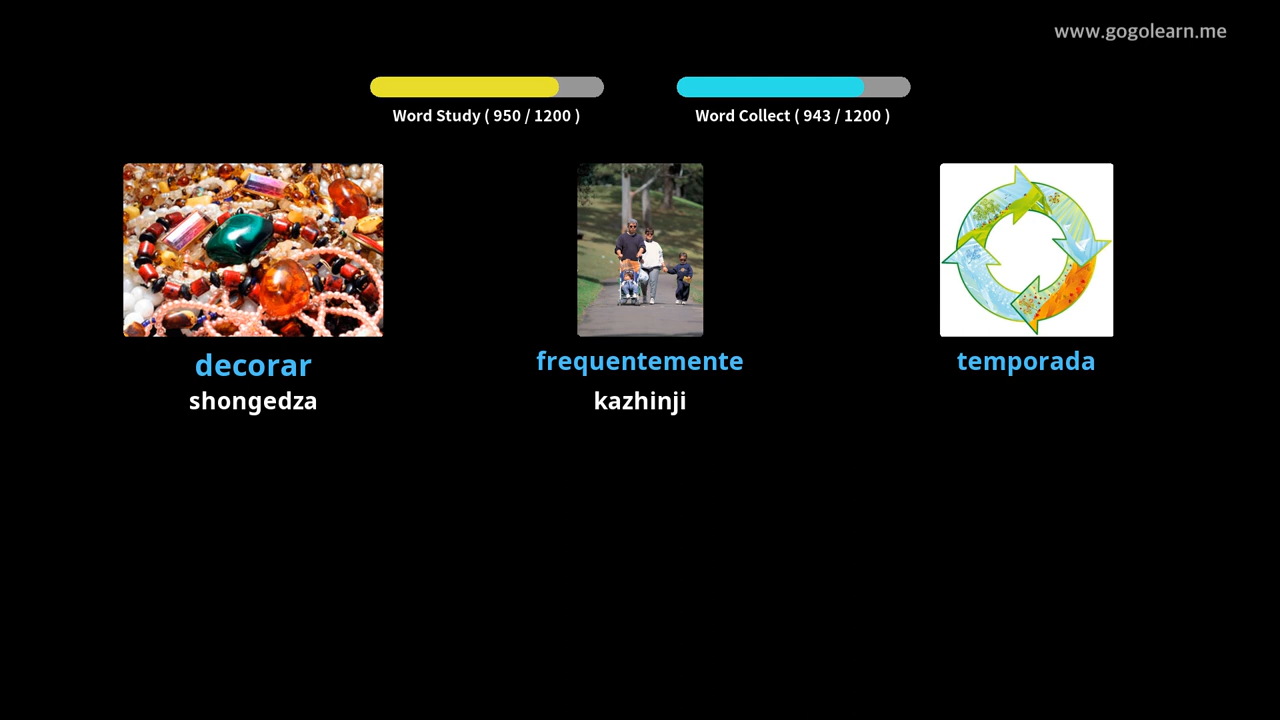 www.gogolearn.me
Word Study ( 950 / 1200 )
Word Collect ( 943 / 1200 )
decorar
shongedza
frequentemente
kazhinji
temporada